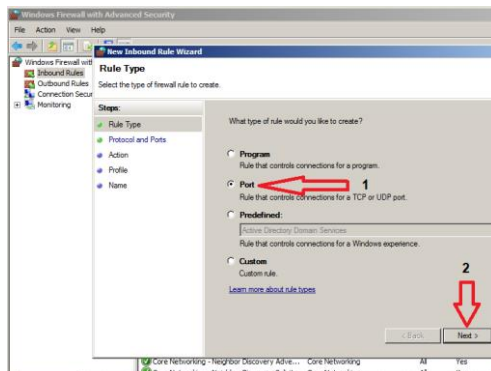 Windows Firewall with Advanced Security
File Action View Help
Windows Firewall with
Inbound Rules
Outbound Rules
Connection Secur
Monitoring
New Inbound Rule Wizard
Rule Type
Select the type of firewall rule to create.
Steps:
Rule Type
Protocol and Ports
Action
Profile
Name
What type of rule would you like to create?
Program
Rule that controls connections for a program.
Port
1
Rule that controls connections for a TCP or UDP port.
Predefined:
Active Directory Domain Services
Rule that controls connections for a Windows experience.
Custom
Custom rule.
2
Learn more about rule types
< Back Next >
Core Networking - Neighbor Discovery Adve... Core Networking All Yes